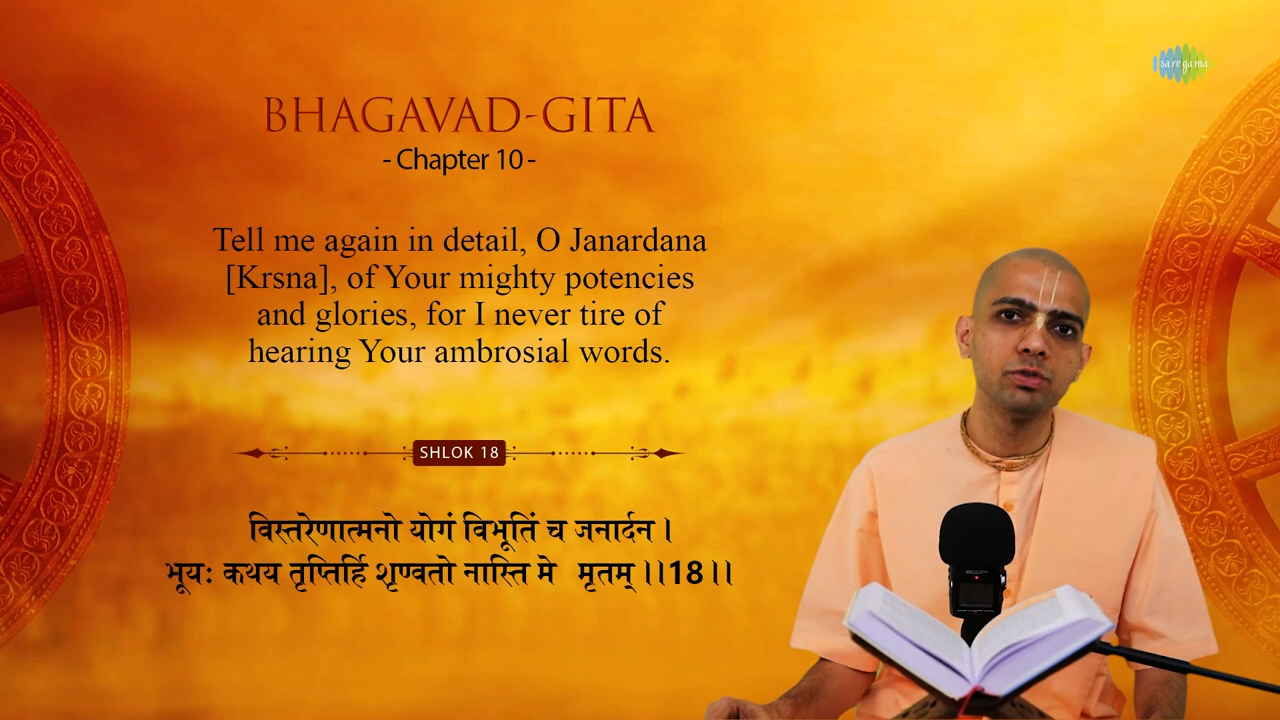 saregama
BHAGAVAD-GITA
- Chapter 10 -
Tell me again in detail, O Janardana
[Krsna], of Your mighty potencies
and glories, for I never tire of
hearing Your ambrosial words.
SHLOK 18
विस्तरेणात्मनो योगं विभूतिं च जनार्दन ।
भूयः कथय तृप्तिर्हि शृण्वतो नास्ति मे मृतम् ।।18।।
ZOOM